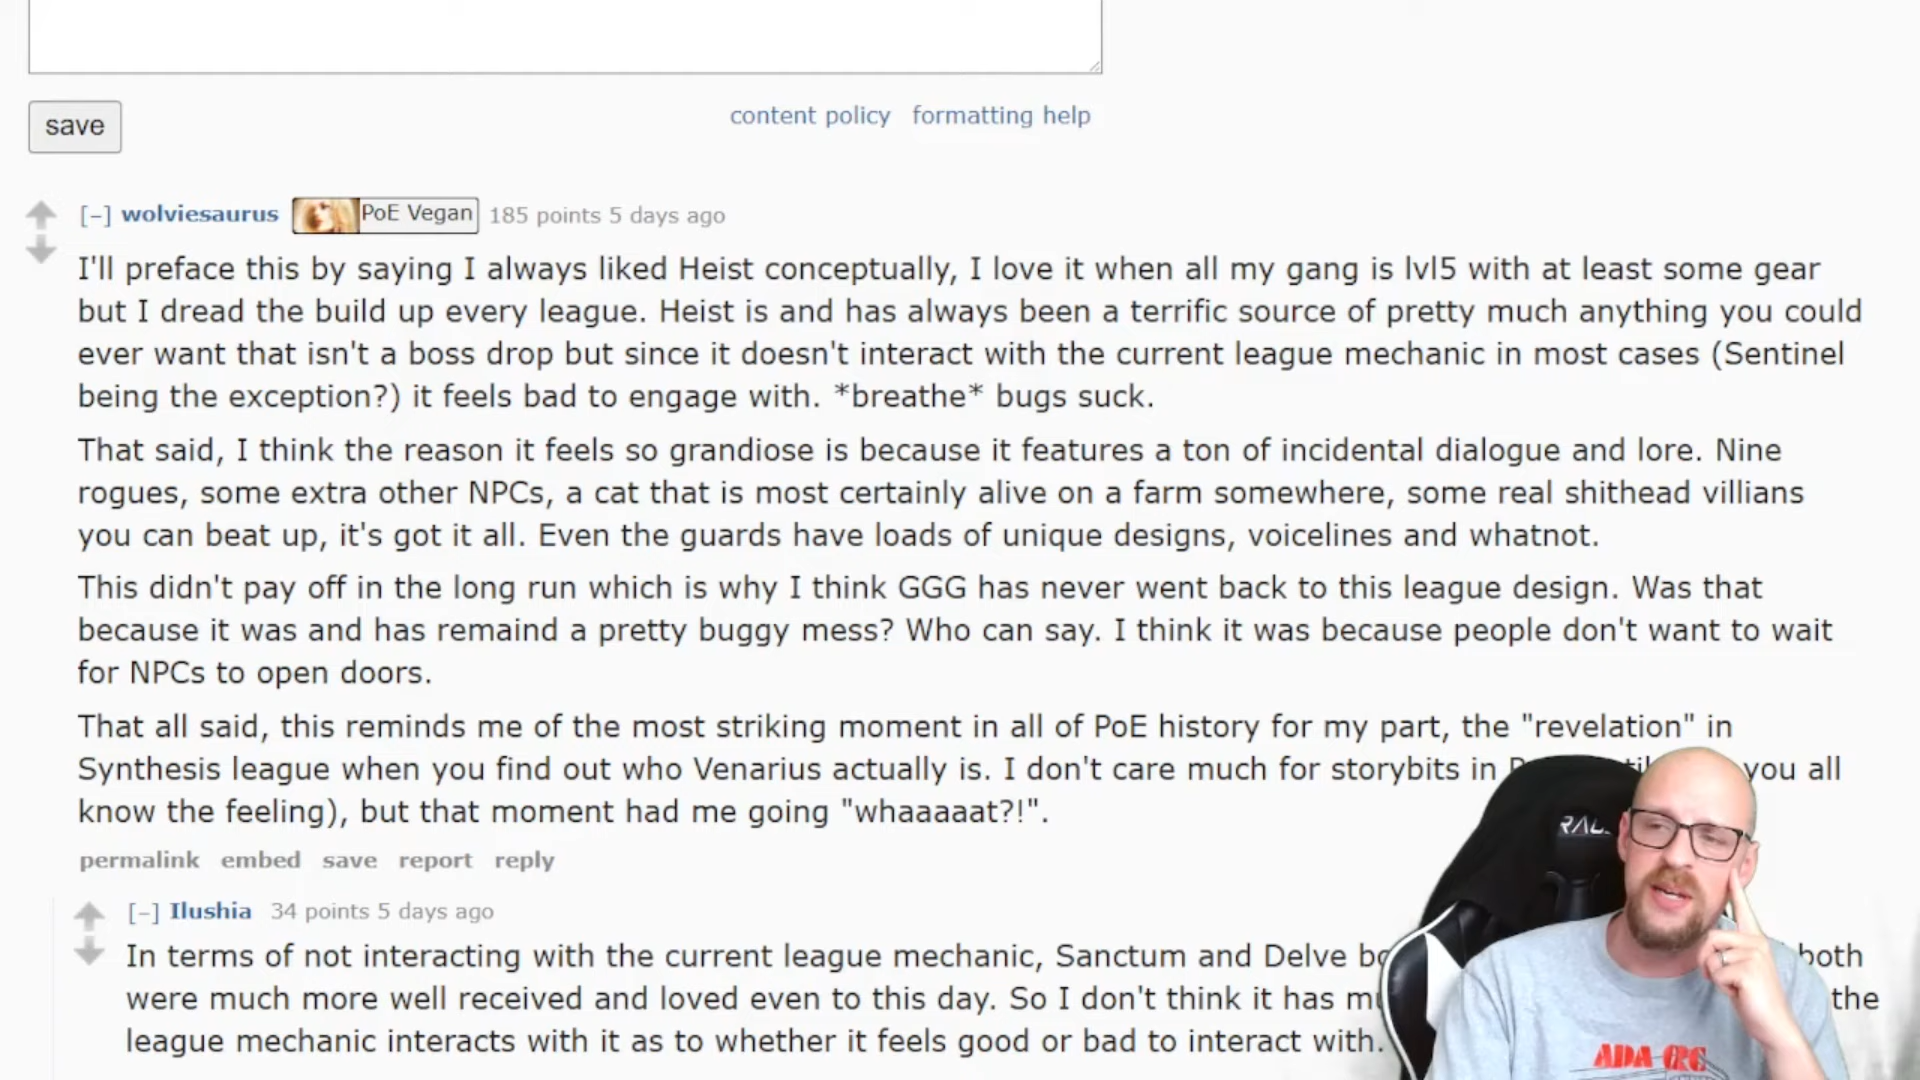 save
content policy formatting help
[–] wolviesaurus PoE Vegan 185 points 5 days ago
I'll preface this by saying I always liked Heist conceptually, I love it when all my gang is lvl5 with at least some gear
but I dread the build up every league. Heist is and has always been a terrific source of pretty much anything you could
ever want that isn't a boss drop but since it doesn't interact with the current league mechanic in most cases (Sentinel
being the exception?) it feels bad to engage with. *breathe* bugs suck.
That said, I think the reason it feels so grandiose is because it features a ton of incidental dialogue and lore. Nine
rogues, some extra other NPCs, a cat that is most certainly alive on a farm somewhere, some real shithead villians
you can beat up, it's got it all. Even the guards have loads of unique designs, voicelines and whatnot.
This didn't pay off in the long run which is why I think GGG has never went back to this league design. Was that
because it was and has remaind a pretty buggy mess? Who can say. I think it was because people don't want to wait
for NPCs to open doors.
That all said, this reminds me of the most striking moment in all of PoE history for my part, the "revelation" in
Synthesis league when you find out who Venarius actually is. I don't care much for storybits in you all
know the feeling), but that moment had me going "whaaaaat?!".
permalink embed save report reply
[–] Ilushia 34 points 5 days ago
In terms of not interacting with the current league mechanic, Sanctum and Delve both
were much more well received and loved even to this day. So I don't think it has the
league mechanic interacts with it as to whether it feels good or bad to interact with.